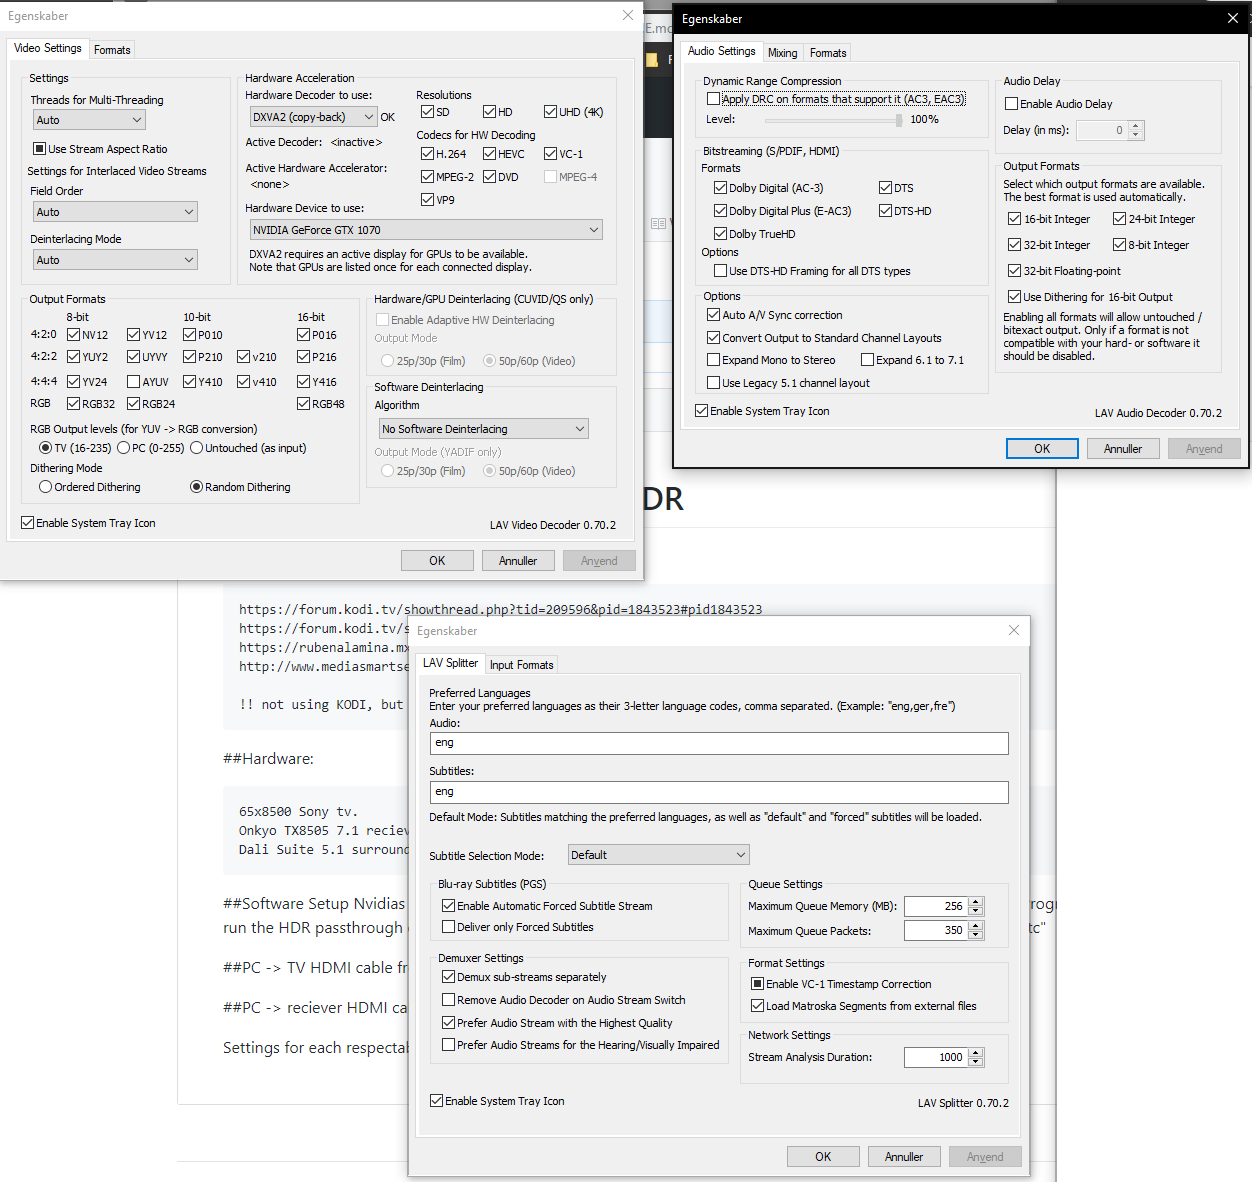 Egenskaber
Video Settings
Formats
Settings
Threads for Multi-Threading
Auto
Use Stream Aspect Ratio
Settings for Interlaced Video Streams
Field Order
Auto
Deinterlacing Mode
Auto
Hardware Acceleration
Hardware Decoder to use:
DXVA2 (copy-back) OK
Active Decoder: <inactive>
Active Hardware Accelerator:
<none>
Resolutions
SD HD UHD (4K)
Codecs for HW Decoding
H.264 HEVC VC-1
MPEG-2 DVD MPEG-4
VP9
Hardware Device to use:
NVIDIA GeForce GTX 1070
DXVA2 requires an active display for GPUs to be available.
Note that GPUs are listed once for each connected display.
Output Formats
8-bit 10-bit 16-bit
4:2:0 NV12 YV12 P010 P016
4:2:2 YUY2 UYVY P210 v210 P216
4:4:4 YV24 AYUV Y410 v410 Y416
RGB RGB32 RGB24 RGB48
RGB Output levels (for YUV -> RGB conversion)
TV (16-235) PC (0-255) Untouched (as input)
Dithering Mode
Ordered Dithering Random Dithering
Hardware/GPU Deinterlacing (CUVID/QS only)
Enable Adaptive HW Deinterlacing
Output Mode
25p/30p (Film) 50p/60p (Video)
Software Deinterlacing
Algorithm
No Software Deinterlacing
Output Mode (YADIF only)
25p/30p (Film) 50p/60p (Video)
Enable System Tray Icon
LAV Video Decoder 0.70.2
OK Annuller Anvend
Egenskaber
Audio Settings
Mixing
Formats
Dynamic Range Compression
Apply DRC on formats that support it (AC3, EAC3)
Level: 100%
Bitstreaming (S/PDIF, HDMI)
Formats
Dolby Digital (AC-3) DTS
Dolby Digital Plus (E-AC3) DTS-HD
Dolby TrueHD
Options
Use DTS-HD Framing for all DTS types
Options
Auto A/V Sync correction
Convert Output to Standard Channel Layouts
Expand Mono to Stereo Expand 6.1 to 7.1
Use Legacy 5.1 channel layout
Enable System Tray Icon
Audio Delay
Enable Audio Delay
Delay (in ms): 0
Output Formats
Select which output formats are available.
The best format is used automatically.
16-bit Integer 24-bit Integer
32-bit Integer 8-bit Integer
32-bit Floating-point
Use Dithering for 16-bit Output
Enabling all formats will allow untouched /
bitexact output. Only if a format is not
compatible with your hard- or software it
should be disabled.
LAV Audio Decoder 0.70.2
OK Annuller Anvend
DR
https://forum.kodi.tv/showthread.php?tid=209596&pid=1843523#pid1843523
https://forum.kodi.tv/s
https://rubenalamina.mx
http://www.mediasmartse
!! not using KODI, but
##Hardware:
65x8500 Sony tv.
Onkyo TX8505 7.1 reciev
Dali Suite 5.1 surround
##Software Setup Nvidias
run the HDR passthrough
##PC -> TV HDMI cable fr
##PC -> reciever HDMI ca
Settings for each respectab
Egenskaber
LAV Splitter
Input Formats
Preferred Languages
Enter your preferred languages as their 3-letter language codes, comma separated. (Example: "eng,ger,fre")
Audio:
eng
Subtitles:
eng
Default Mode: Subtitles matching the preferred languages, as well as "default" and "forced" subtitles will be loaded.
Subtitle Selection Mode: Default
Blu-ray Subtitles (PGS)
Enable Automatic Forced Subtitle Stream
Deliver only Forced Subtitles
Demuxer Settings
Demux sub-streams separately
Remove Audio Decoder on Audio Stream Switch
Prefer Audio Stream with the Highest Quality
Prefer Audio Streams for the Hearing/Visually Impaired
Enable System Tray Icon
Queue Settings
Maximum Queue Memory (MB): 256
Maximum Queue Packets: 350
Format Settings
Enable VC-1 Timestamp Correction
Load Matroska Segments from external files
Network Settings
Stream Analysis Duration: 1000
LAV Splitter 0.70.2
OK Annuller Anvend